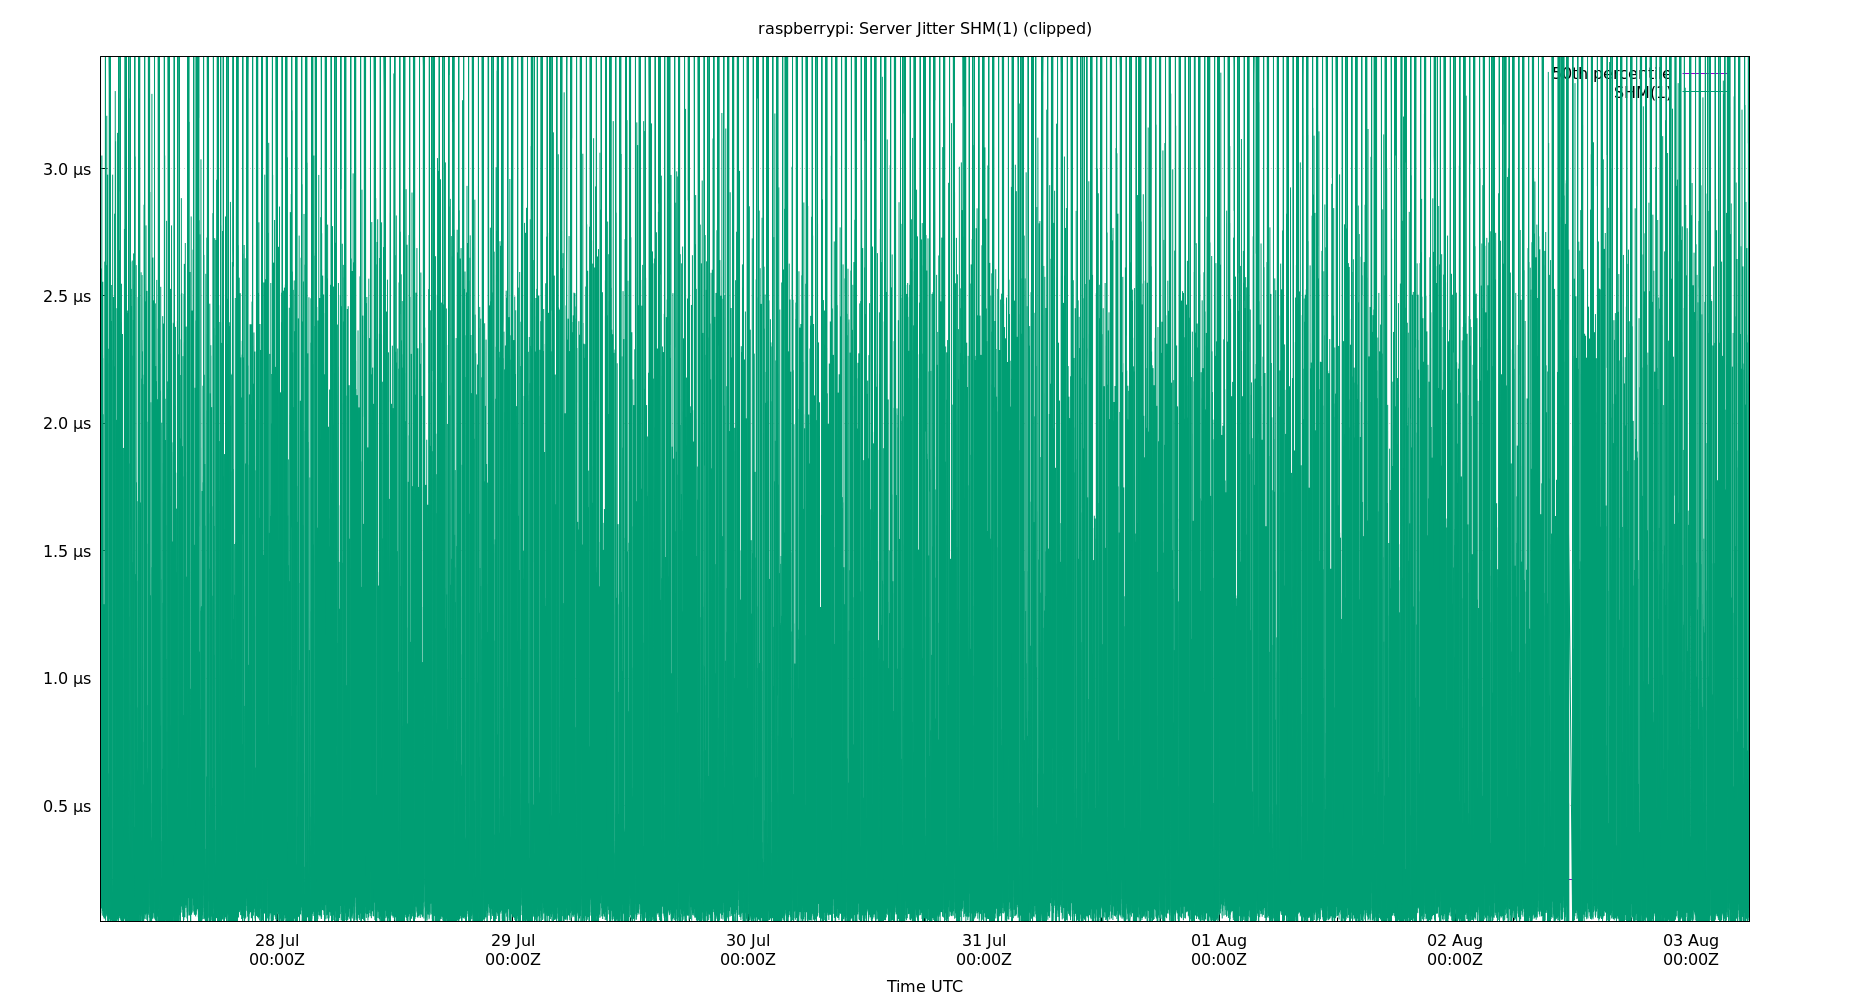 raspberrypi: Server Jitter SHM(1) (clipped)
50th percentile
SHM(1)
3.0 µs
2.5 µs
2.0 µs
1.5 µs
1.0 µs
0.5 µs
28 Jul 29 Jul 30 Jul 31 Jul 01 Aug 02 Aug 03 Aug
00:00Z 00:00Z 00:00Z 00:00Z 00:00Z 00:00Z 00:00Z
Time UTC